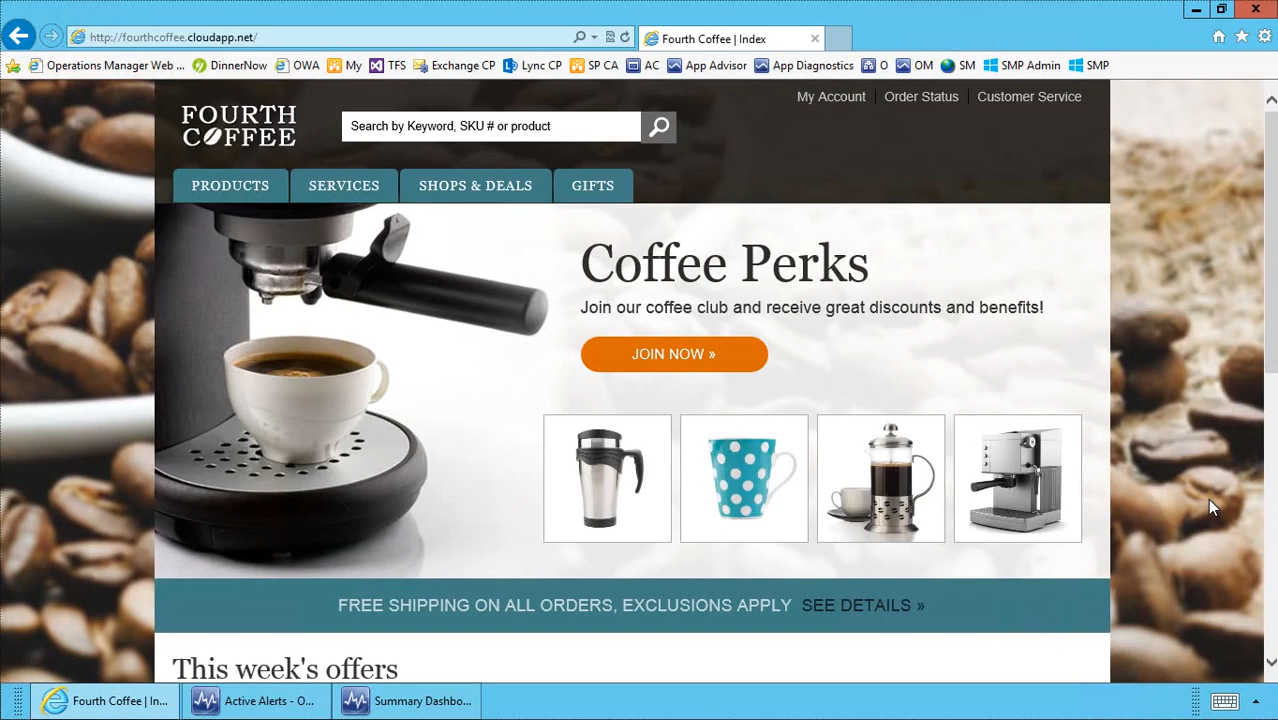 http://fourthcoffee.cloudapp.net/
Fourth Coffee | Index
Operations Manager Web ... DinnerNow OWA My TFS Exchange CP Lync CP SP CA AC App Advisor App Diagnostics O OM SM SMP Admin SMP
My Account Order Status Customer Service
FOURTH
COFFEE
Search by Keyword, SKU # or product
PRODUCTS SERVICES SHOPS & DEALS GIFTS
Coffee Perks
Join our coffee club and receive great discounts and benefits!
JOIN NOW »
FREE SHIPPING ON ALL ORDERS, EXCLUSIONS APPLY SEE DETAILS »
This week's offers
Fourth Coffee | In... Active Alerts - O... Summary Dashbo...